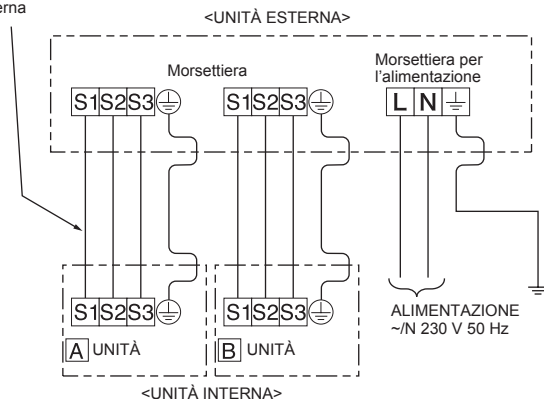 erna
<UNITÀ ESTERNA>
Morsettiera
Morsettiera per
l'alimentazione
S1 S2 S3
S1 S2 S3
L N
S1 S2 S3
A UNITÀ
S1 S2 S3
B UNITÀ
ALIMENTAZIONE
~/N 230 V 50 Hz
<UNITÀ INTERNA>